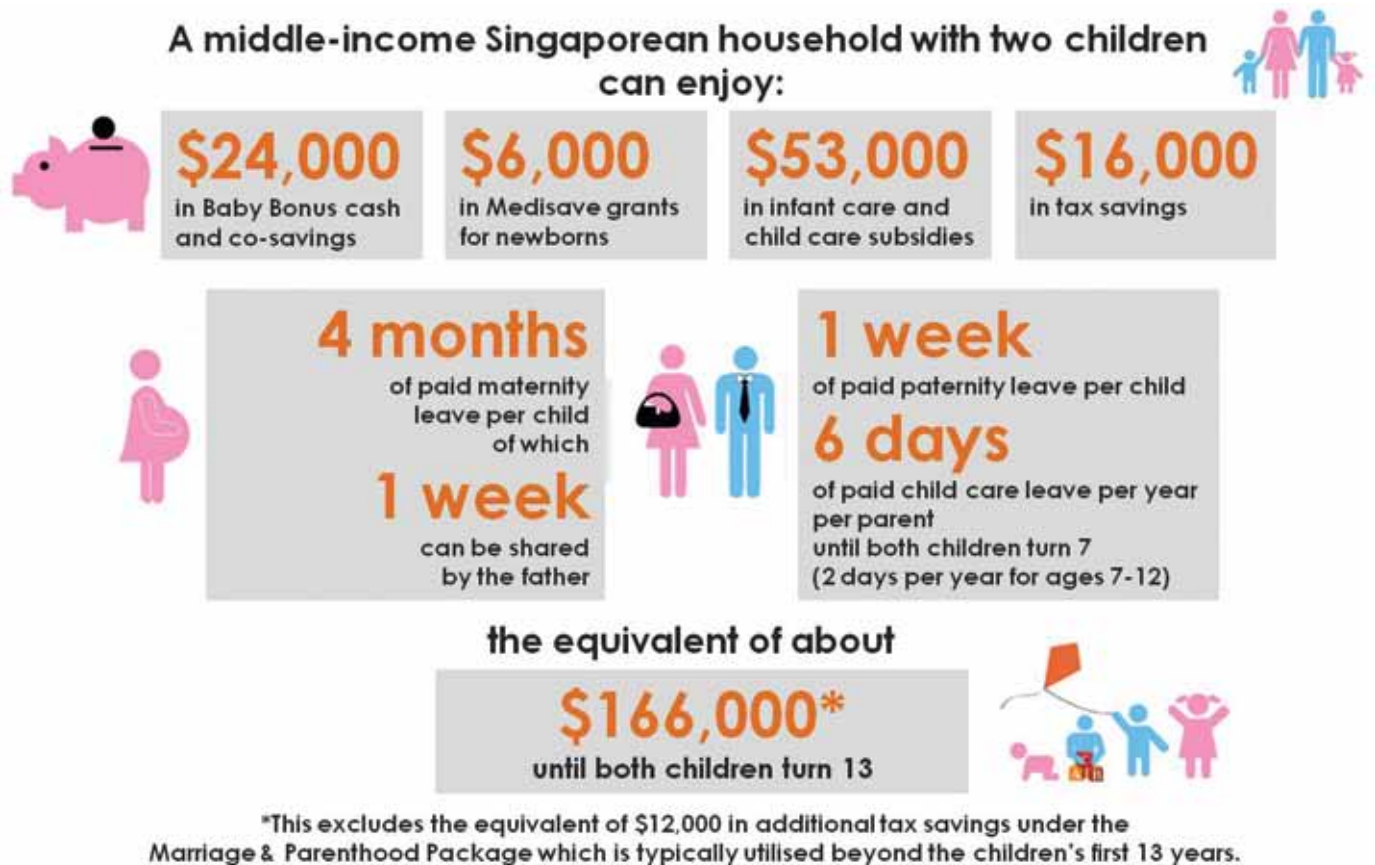 A middle-income Singaporean household with two children
can enjoy:
$24,000
in Baby Bonus cash
and co-savings
$6,000
in Medisave grants
for newborns
$53,000
in infant care and
child care subsidies
$16,000
in tax savings
4 months
of paid maternity
leave per child
of which
1 week
can be shared
by the father
1 week
of paid paternity leave per child
6 days
of paid child care leave per year
per parent
until both children turn 7
(2 days per year for ages 7-12)
the equivalent of about
$166,000*
until both children turn 13
*This excludes the equivalent of $12,000 in additional tax savings under the
Marriage & Parenthood Package which is typically utilised beyond the children's first 13 years.